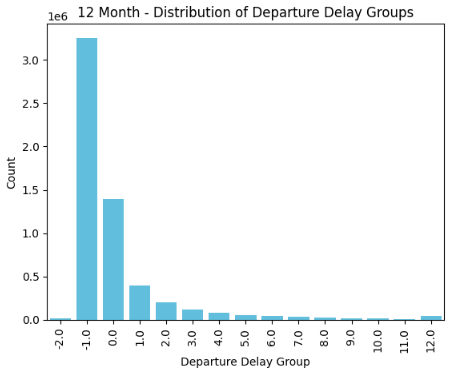 12 Month - Distribution of Departure Delay Groups
1e6
3.0
2.5
2.0
1.5
1.0
0.5
0.0
Count
-2.0 -1.0 0.0 1.0 2.0 3.0 4.0 5.0 6.0 7.0 8.0 9.0 10.0 11.0 12.0
Departure Delay Group